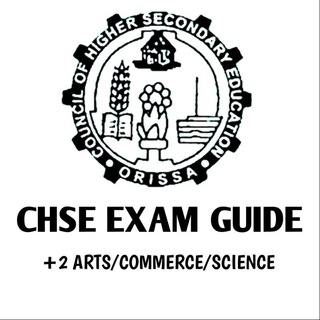 COUNCIL OF HIGHER SECONDARY EDUCATION
ORISSA
CHSE EXAM GUIDE
+2 ARTS/COMMERCE/SCIENCE